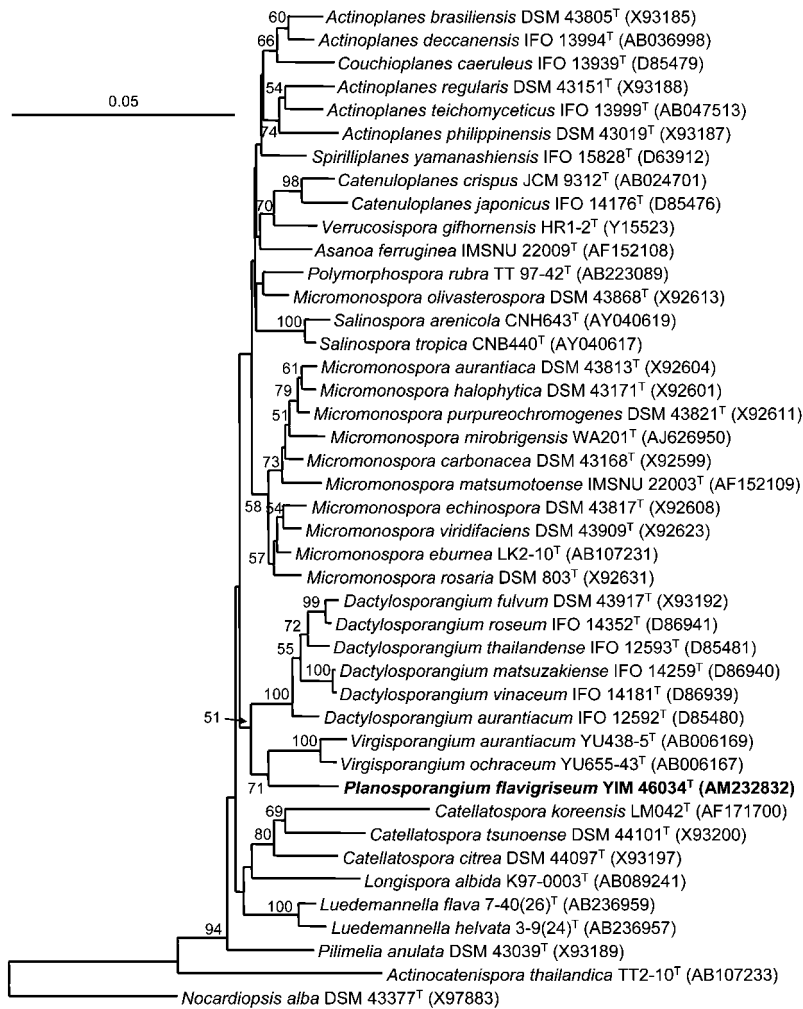 60
Actinoplanes brasiliensis DSM 43805ᵀ (X93185)
66
Actinoplanes deccanensis IFO 13994ᵀ (AB036998)
Couchioplanes caeruleus IFO 13939ᵀ (D85479)
54
Actinoplanes regularis DSM 43151ᵀ (X93188)
0.05
Actinoplanes teichomyceticus IFO 13999ᵀ (AB047513)
74
Actinoplanes philippinensis DSM 43019ᵀ (X93187)
Spirilliplanes yamanashiensis IFO 15828ᵀ (D63912)
98
Catenuloplanes crispus JCM 9312ᵀ (AB024701)
70
Catenuloplanes japonicus IFO 14176ᵀ (D85476)
Verrucosispora gifhornensis HR1-2ᵀ (Y15523)
Asanoa ferruginea IMSNU 22009ᵀ (AF152108)
Polymorphospora rubra TT 97-42ᵀ (AB223089)
Micromonospora olivasterospora DSM 43868ᵀ (X92613)
100
Salinospora arenicola CNH643ᵀ (AY040619)
Salinospora tropica CNB440ᵀ (AY040617)
61
Micromonospora aurantiaca DSM 43813ᵀ (X92604)
79
Micromonospora halophytica DSM 43171ᵀ (X92601)
51
Micromonospora purpureochromogenes DSM 43821ᵀ (X92611)
Micromonospora mirobrigensis WA201ᵀ (AJ626950)
73
Micromonospora carbonacea DSM 43168ᵀ (X92599)
Micromonospora matsumotoense IMSNU 22003ᵀ (AF152109)
58
54
Micromonospora echinospora DSM 43817ᵀ (X92608)
Micromonospora viridifaciens DSM 43909ᵀ (X92623)
57
Micromonospora eburnea LK2-10ᵀ (AB107231)
Micromonospora rosaria DSM 803ᵀ (X92631)
99
Dactylosporangium fulvum DSM 43917ᵀ (X93192)
72
Dactylosporangium roseum IFO 14352ᵀ (D86941)
55
Dactylosporangium thailandense IFO 12593ᵀ (D85481)
100
Dactylosporangium matsuzakiense IFO 14259ᵀ (D86940)
100
Dactylosporangium vinaceum IFO 14181ᵀ (D86939)
51
Dactylosporangium aurantiacum IFO 12592ᵀ (D85480)
100
Virgisporangium aurantiacum YU438-5ᵀ (AB006169)
Virgisporangium ochraceum YU655-43ᵀ (AB006167)
71
Planosporangium flavigriseum YIM 46034ᵀ (AM232832)
69
Catellatospora koreensis LM042ᵀ (AF171700)
80
Catellatospora tsunoense DSM 44101ᵀ (X93200)
Catellatospora citrea DSM 44097ᵀ (X93197)
Longispora albida K97-0003ᵀ (AB089241)
100
Luedemannella flava 7-40(26)ᵀ (AB236959)
Luedemannella helvata 3-9(24)ᵀ (AB236957)
94
Pilimelia anulata DSM 43039ᵀ (X93189)
Actinocatenispora thailandica TT2-10ᵀ (AB107233)
Nocardiopsis alba DSM 43377ᵀ (X97883)